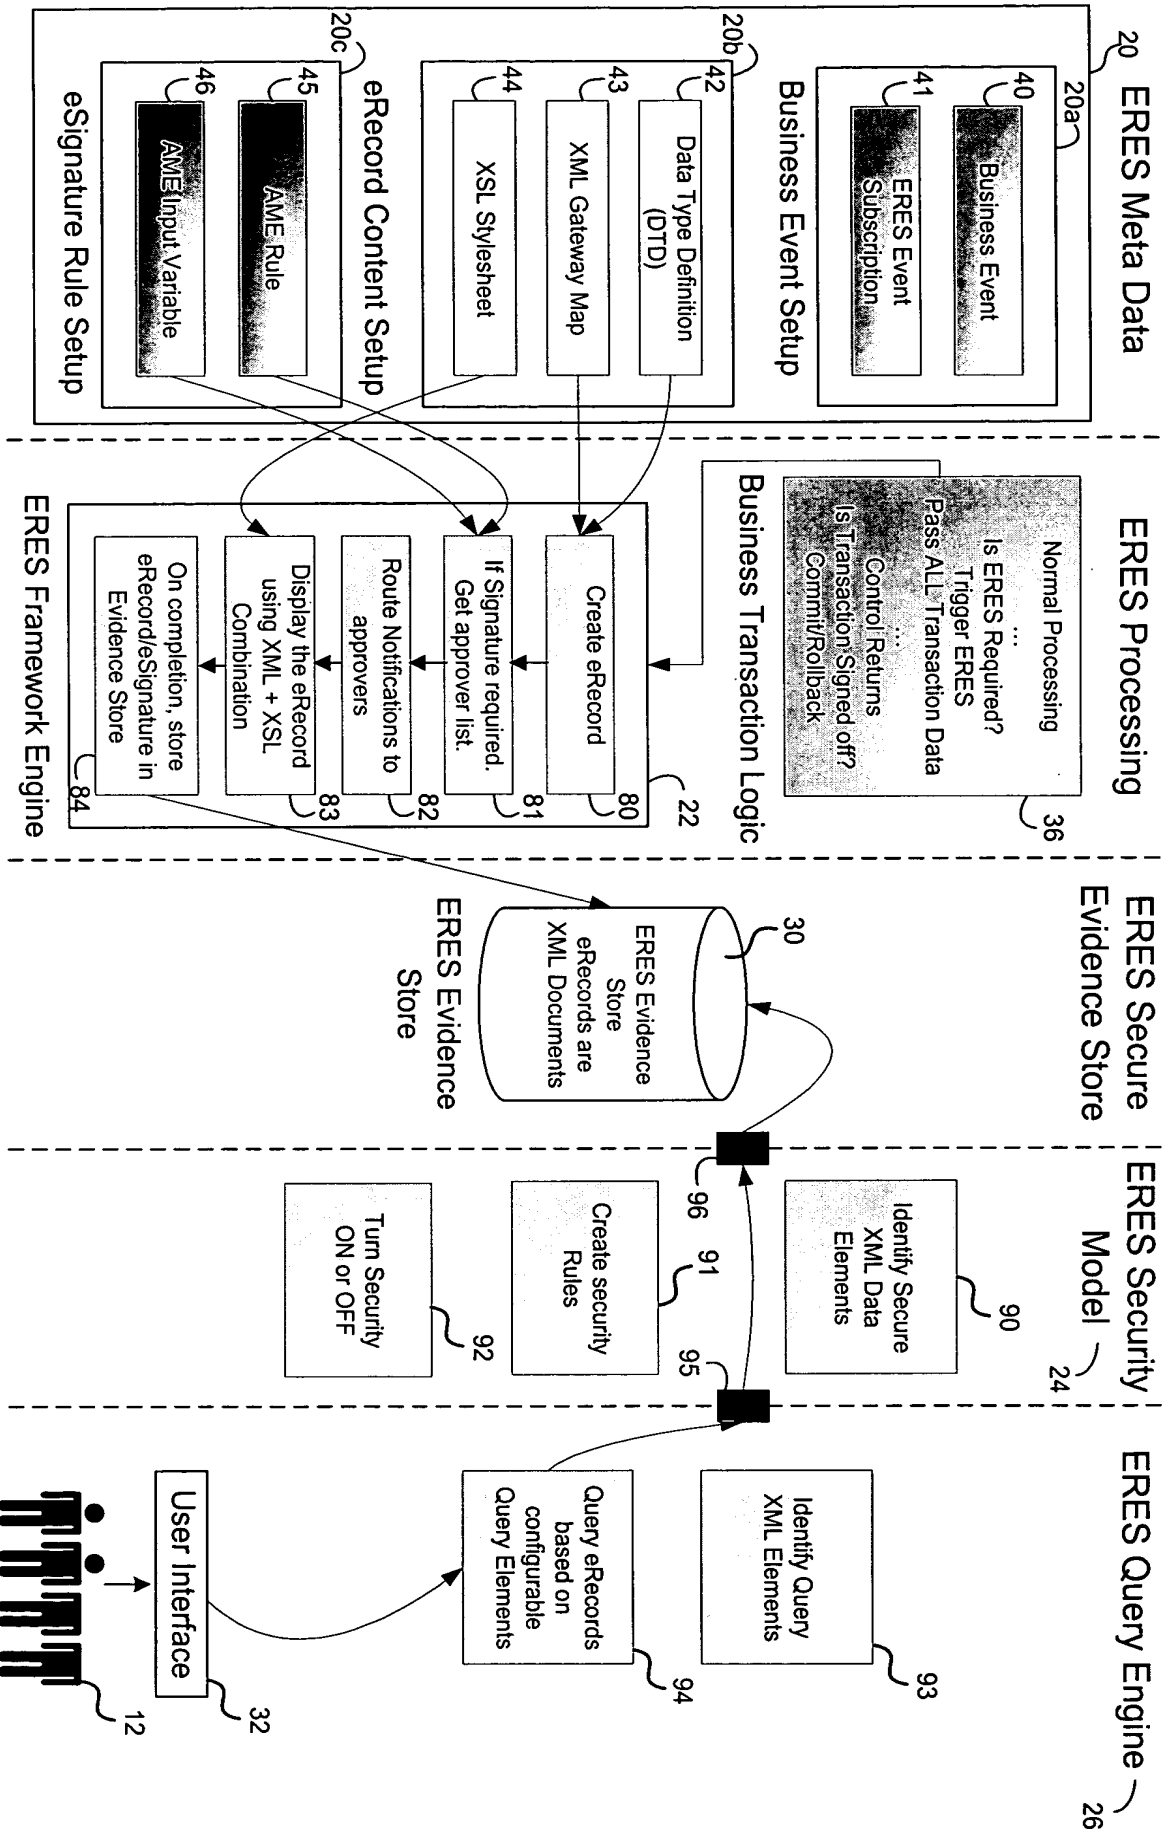 20
ERES Meta Data
20a
40
Business Event
41
ERES Event
Subscription
Business Event Setup
20b
42
Data Type Definition
(DTD)
43
XML Gateway Map
44
XSL Stylesheet
eRecord Content Setup
20c
45
AME Rule
46
AME Input Variable
eSignature Rule Setup
ERES Processing
Normal Processing
...
Is ERES Required?
Trigger ERES
Pass ALL Transaction Data
...
Control Returns
Is Transaction Signed off?
Commit/Rollback
36
Business Transaction Logic
22
Create eRecord
80
If Signature required.
Get approver list.
81
Route Notifications to
approvers
82
Display the eRecord
using XML + XSL
Combination
83
On completion, store
eRecord/eSignature in
Evidence Store
84
ERES Framework Engine
ERES Secure
Evidence Store
30
ERES Evidence
Store
eRecords are
XML Documents
ERES Evidence
Store
ERES Security
Model
24
Identify Secure
XML Data
Elements
90
96
95
Create security
Rules
91
Turn Security
ON or OFF
92
ERES Query Engine
26
Identify Query
XML Elements
93
Query eRecords
based on
configurable
Query Elements
94
User Interface
32
12